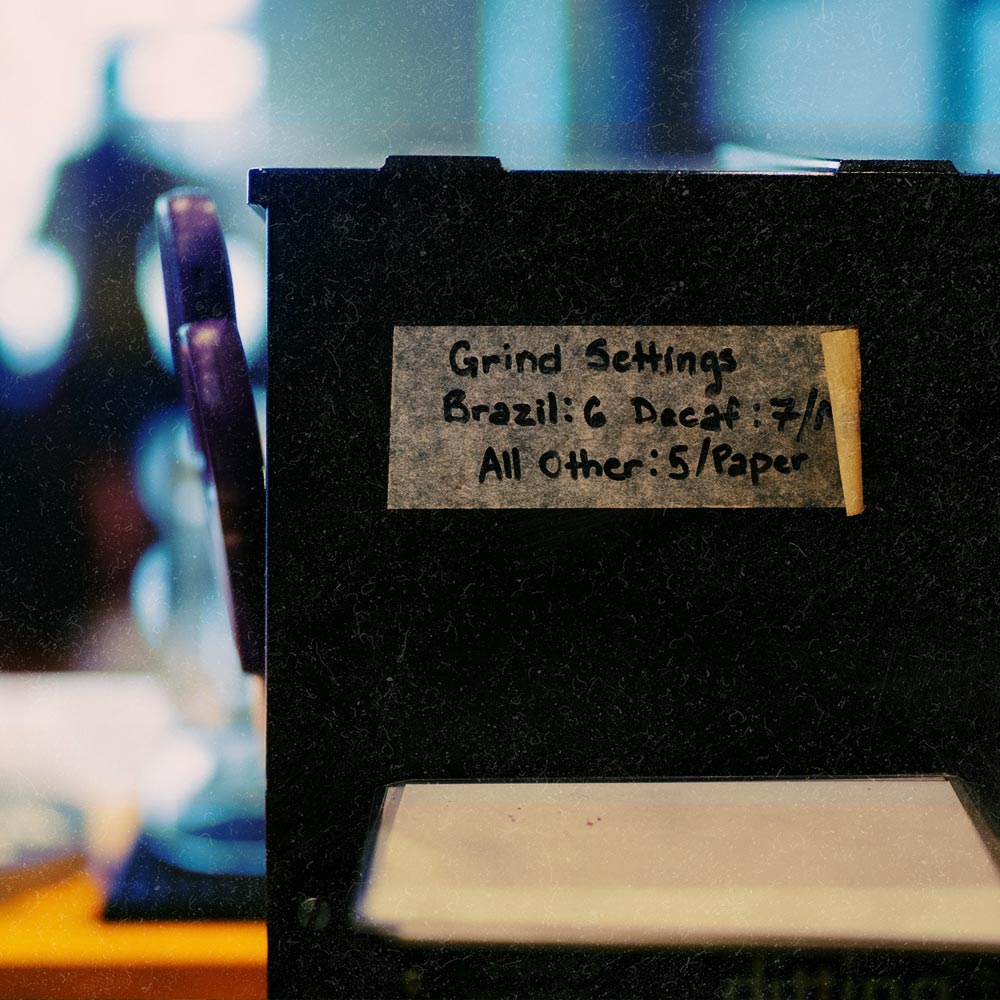 Grind Settings
Brazil: 6 Decaf: 7/
All Other: 5/Paper